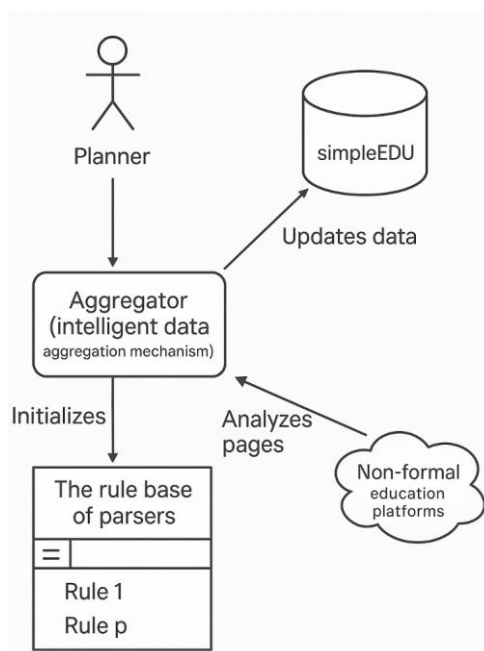 Planner
simpleEDU
Updates data
Aggregator
(intelligent data
aggregation mechanism)
Initializes
Analyzes
pages
Non-formal
education
platforms
The rule base
of parsers
=
Rule 1
Rule p